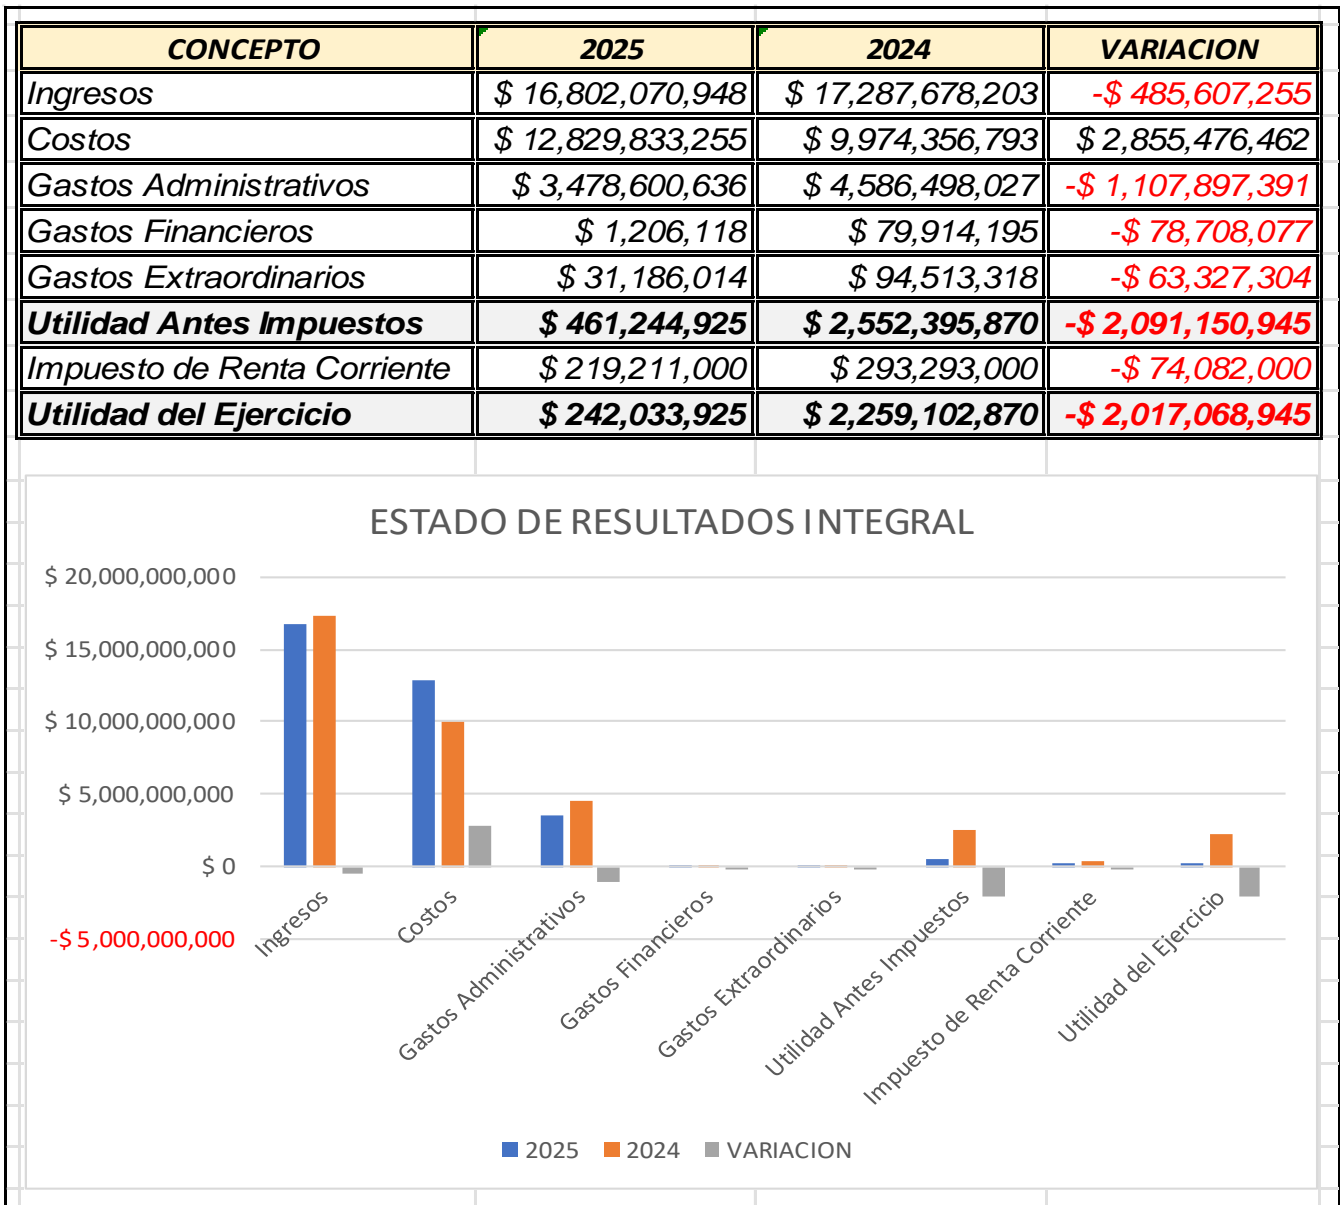 CONCEPTO 2025 2024 VARIACION
Ingresos $ 16,802,070,948 $ 17,287,678,203 -$ 485,607,255
Costos $ 12,829,833,255 $ 9,974,356,793 $ 2,855,476,462
Gastos Administrativos $ 3,478,600,636 $ 4,586,498,027 -$ 1,107,897,391
Gastos Financieros $ 1,206,118 $ 79,914,195 -$ 78,708,077
Gastos Extraordinarios $ 31,186,014 $ 94,513,318 -$ 63,327,304
Utilidad Antes Impuestos $ 461,244,925 $ 2,552,395,870 -$ 2,091,150,945
Impuesto de Renta Corriente $ 219,211,000 $ 293,293,000 -$ 74,082,000
Utilidad del Ejercicio $ 242,033,925 $ 2,259,102,870 -$ 2,017,068,945
ESTADO DE RESULTADOS INTEGRAL
$ 20,000,000,000
$ 15,000,000,000
$ 10,000,000,000
$ 5,000,000,000
$ 0
-$ 5,000,000,000
Ingresos
Costos
Gastos Administrativos
Gastos Financieros
Gastos Extraordinarios
Utilidad Antes Impuestos
Impuesto de Renta Corriente
Utilidad del Ejercicio
2025 2024 VARIACION